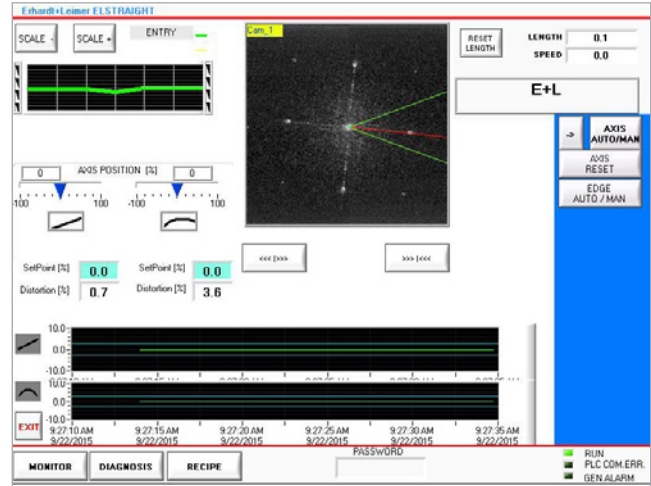 Erhardt+Leimer ELSTRAIGHT
SCALE -
SCALE +
ENTRY
Cam_1
RESET LENGTH
LENGTH 0.1
SPEED 0.0
E+L
-> AXIS AUTO/MAN
AXIS RESET
EDGE AUTO / MAN
0 AXIS POSITION [%] 0
-100 0 100 -100 0 100
<<< |>>>
>>> |<<<
SetPoint [%] 0.0 SetPoint [%] 0.0
Distortion [%] 0.7 Distortion [%] 3.6
10.0
0.0
-10.0
10.0
0.0
-10.0
EXIT
9:27:10 AM 9:27:15 AM 9:27:20 AM 9:27:25 AM 9:27:30 AM 9:27:35 AM
9/22/2015 9/22/2015 9/22/2015 9/22/2015 9/22/2015 9/22/2015
MONITOR
DIAGNOSIS
RECIPE
PASSWORD
RUN
PLC COM.ERR.
GEN.ALARM